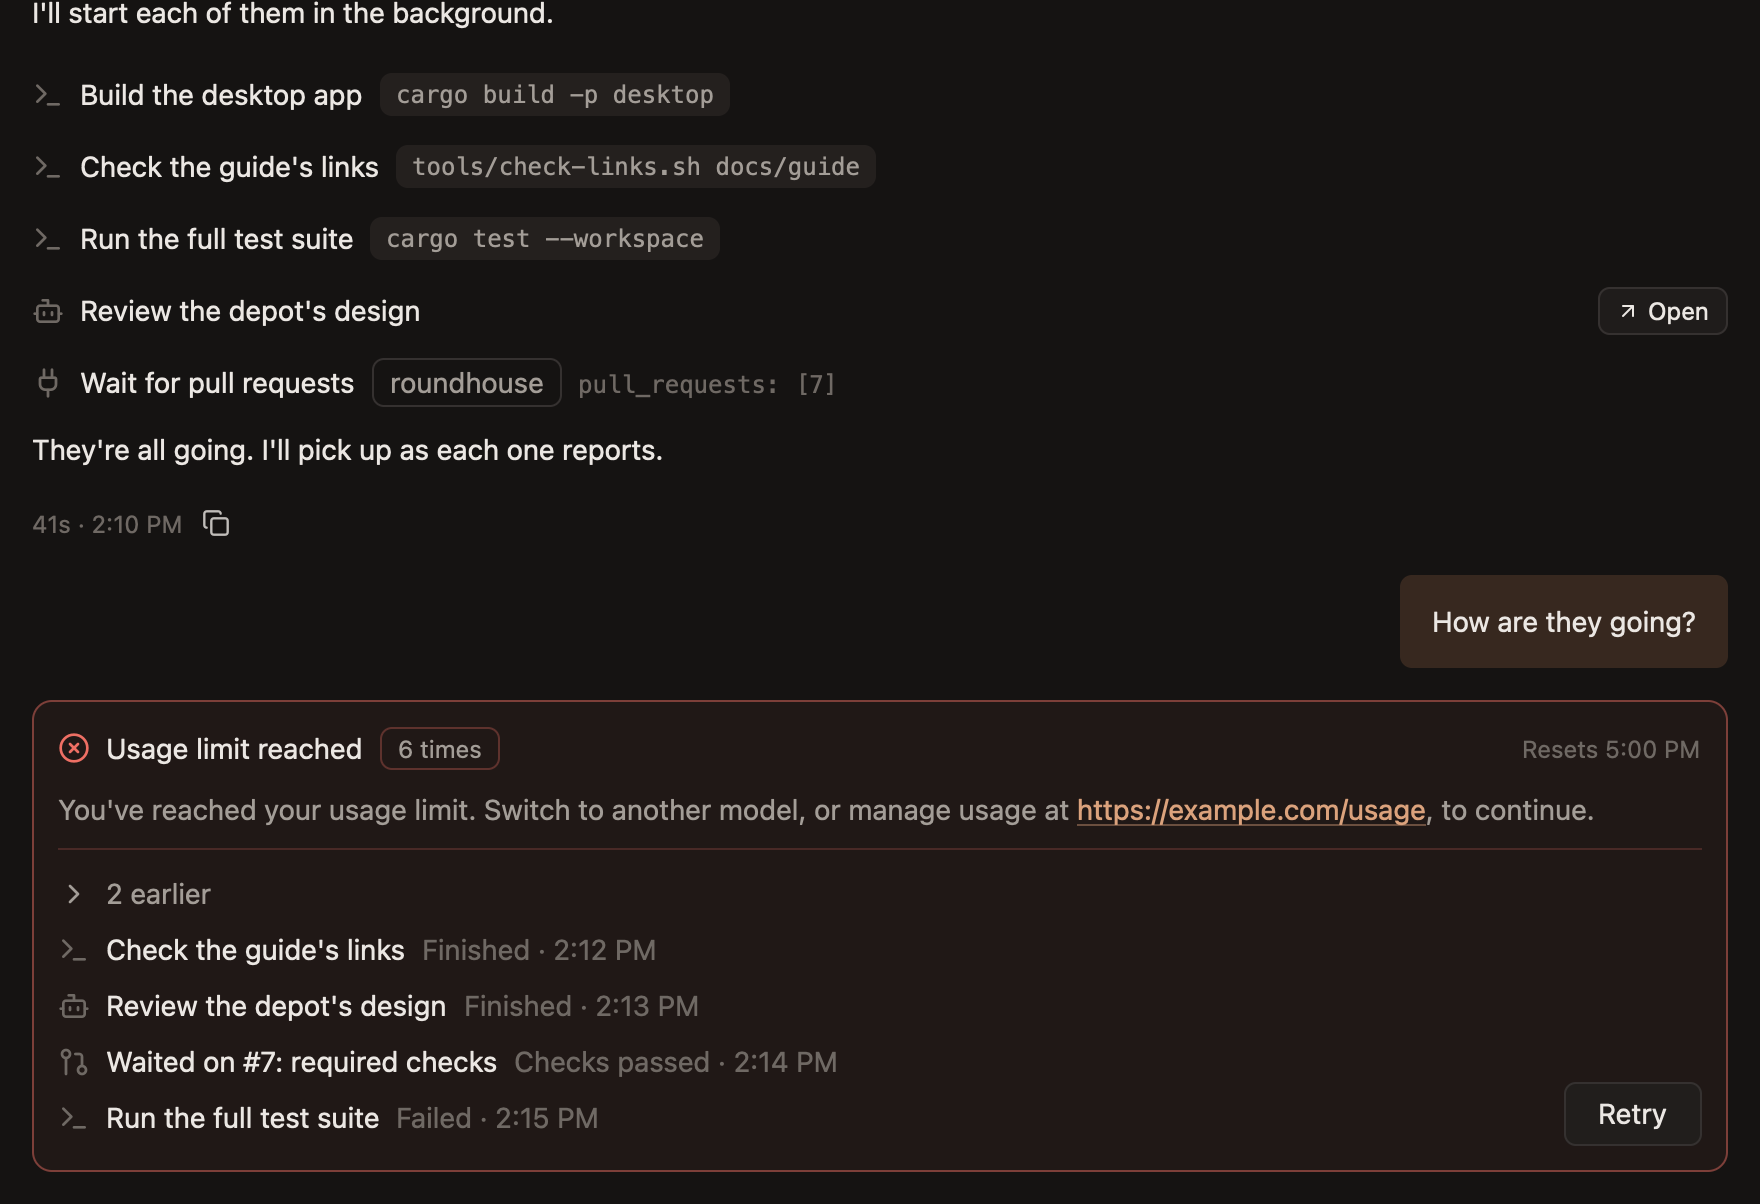 I'll start each of them in the background.
Build the desktop app cargo build -p desktop
Check the guide's links tools/check-links.sh docs/guide
Run the full test suite cargo test --workspace
Review the depot's design Open
Wait for pull requests roundhouse pull_requests: [7]
They're all going. I'll pick up as each one reports.
41s · 2:10 PM
How are they going?
Usage limit reached 6 times Resets 5:00 PM
You've reached your usage limit. Switch to another model, or manage usage at https://example.com/usage, to continue.
2 earlier
Check the guide's links Finished · 2:12 PM
Review the depot's design Finished · 2:13 PM
Waited on #7: required checks Checks passed · 2:14 PM
Run the full test suite Failed · 2:15 PM
Retry